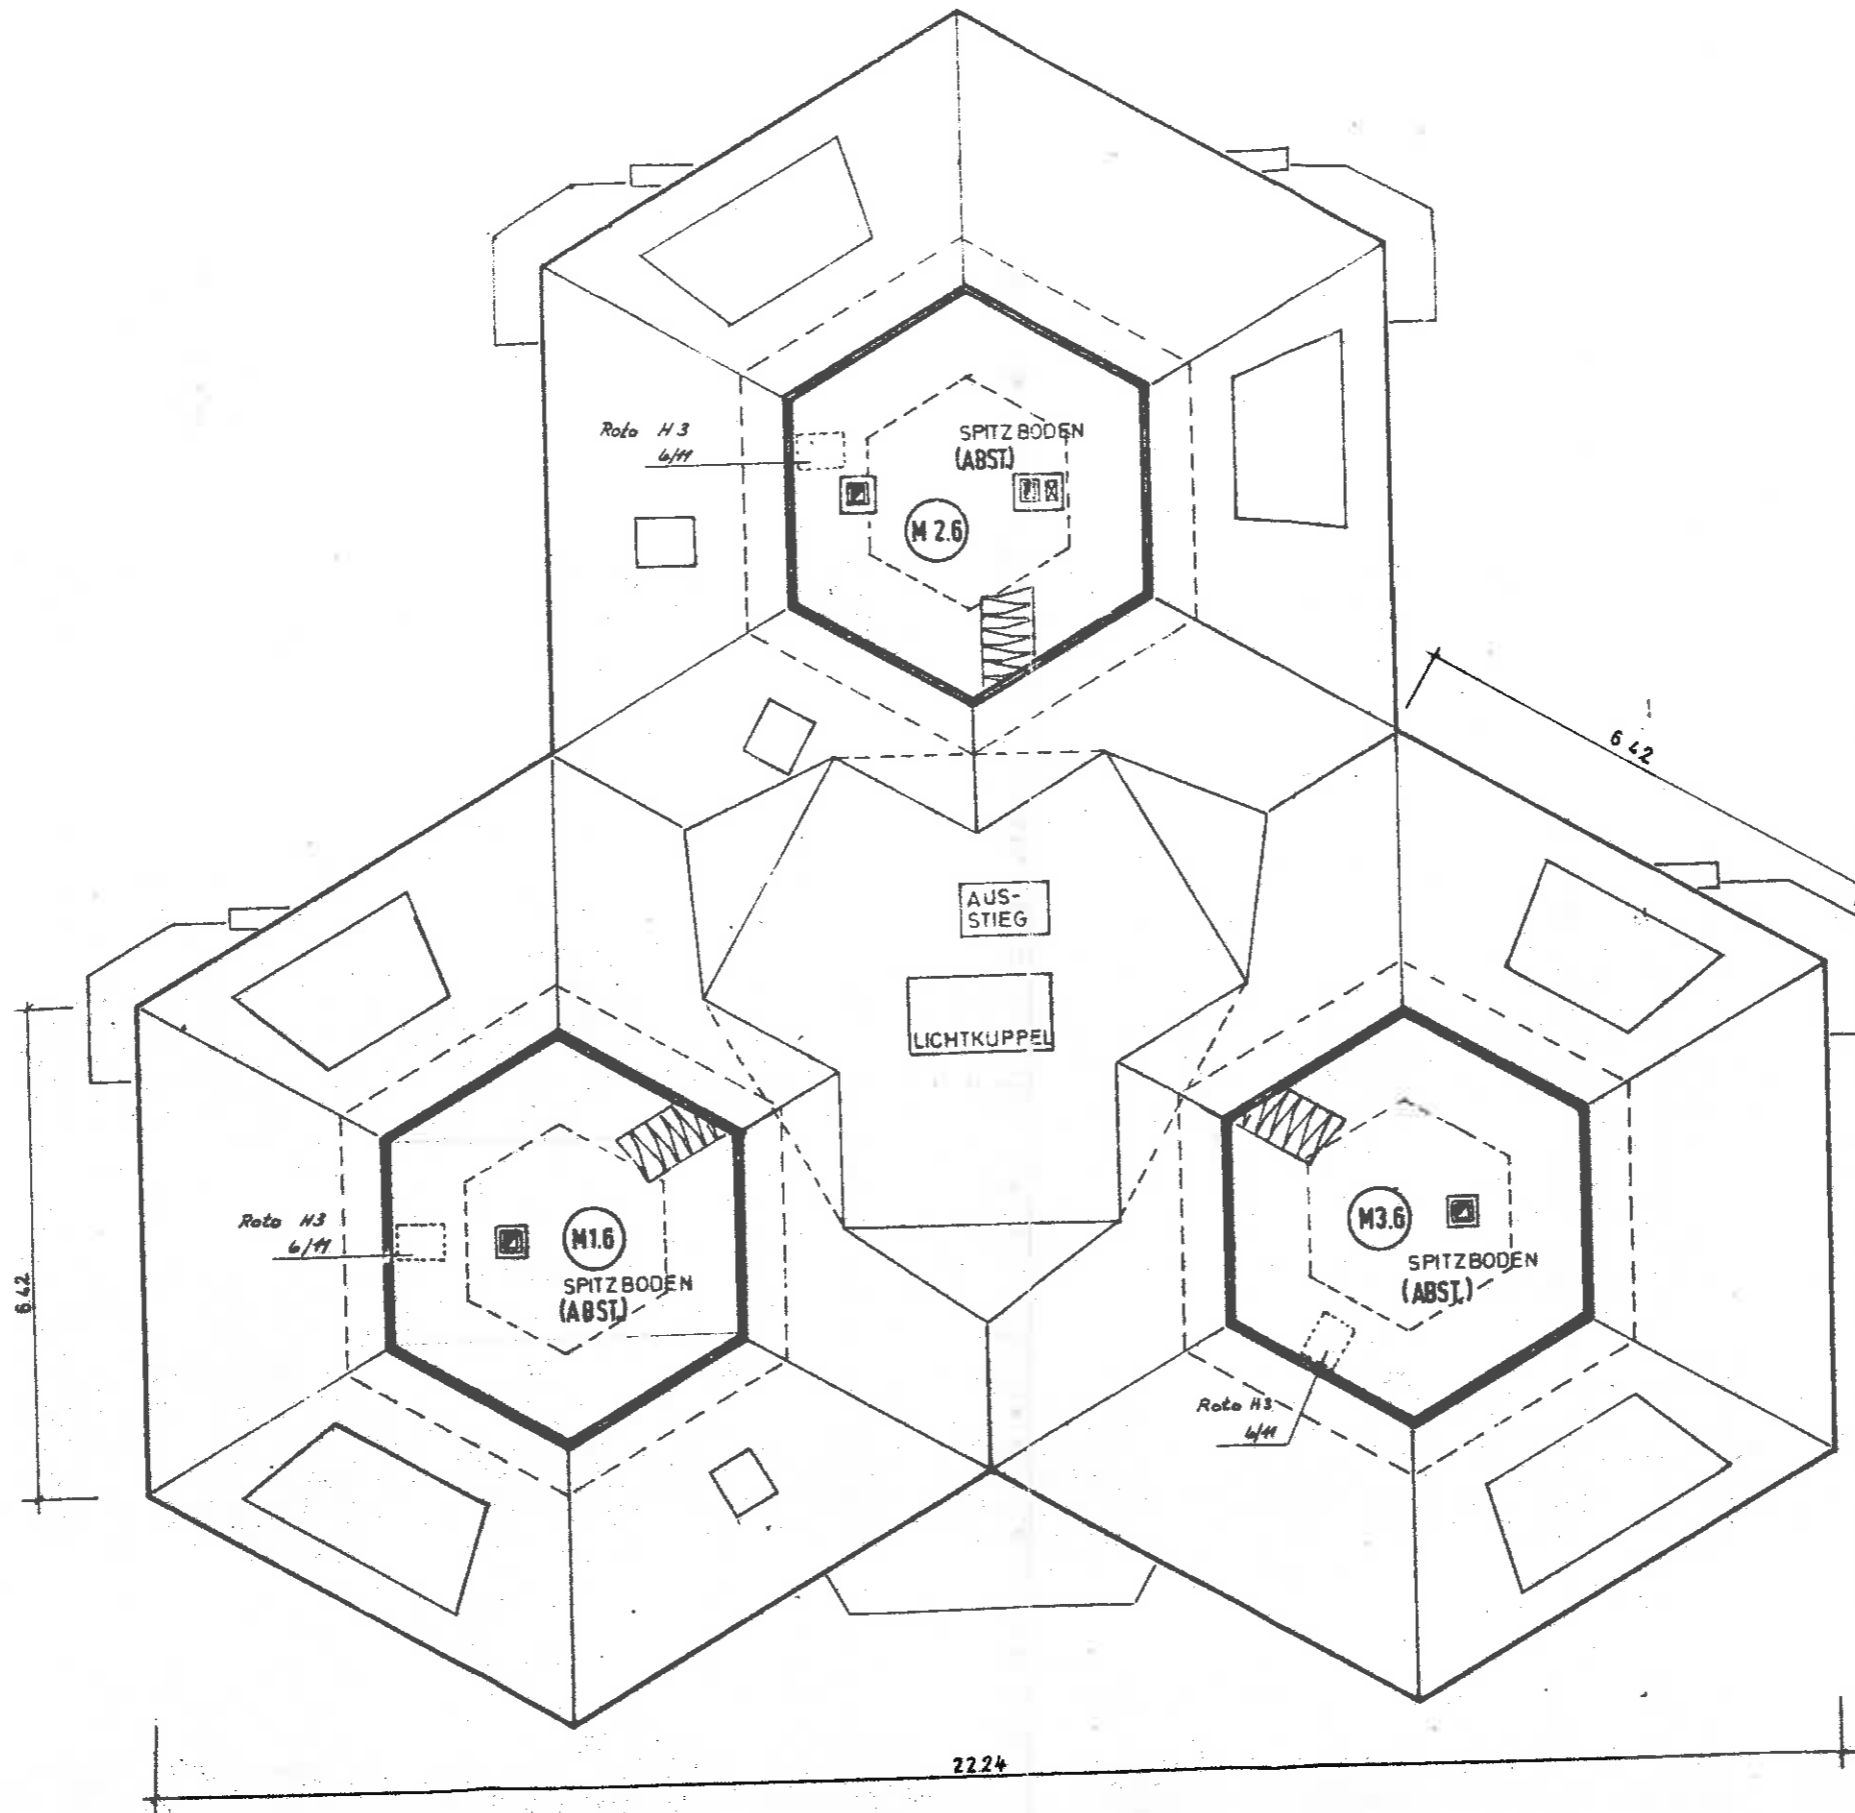 Roto H3
6/11
SPITZBODEN
(ABST.)
M 2.6
6 42
AUS-
STIEG
LICHTKUPPEL
Roto H3
6/11
M1.6
SPITZBODEN
(ABST.)
M3.6
SPITZBODEN
(ABST.)
6 42
Roto H3
6/11
22 24